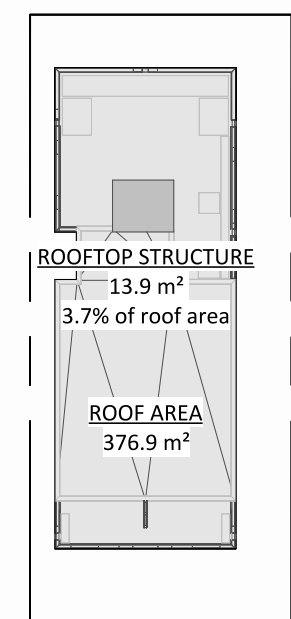 ROOFTOP STRUCTURE
13.9 m²
3.7% of roof area
ROOF AREA
376.9 m²